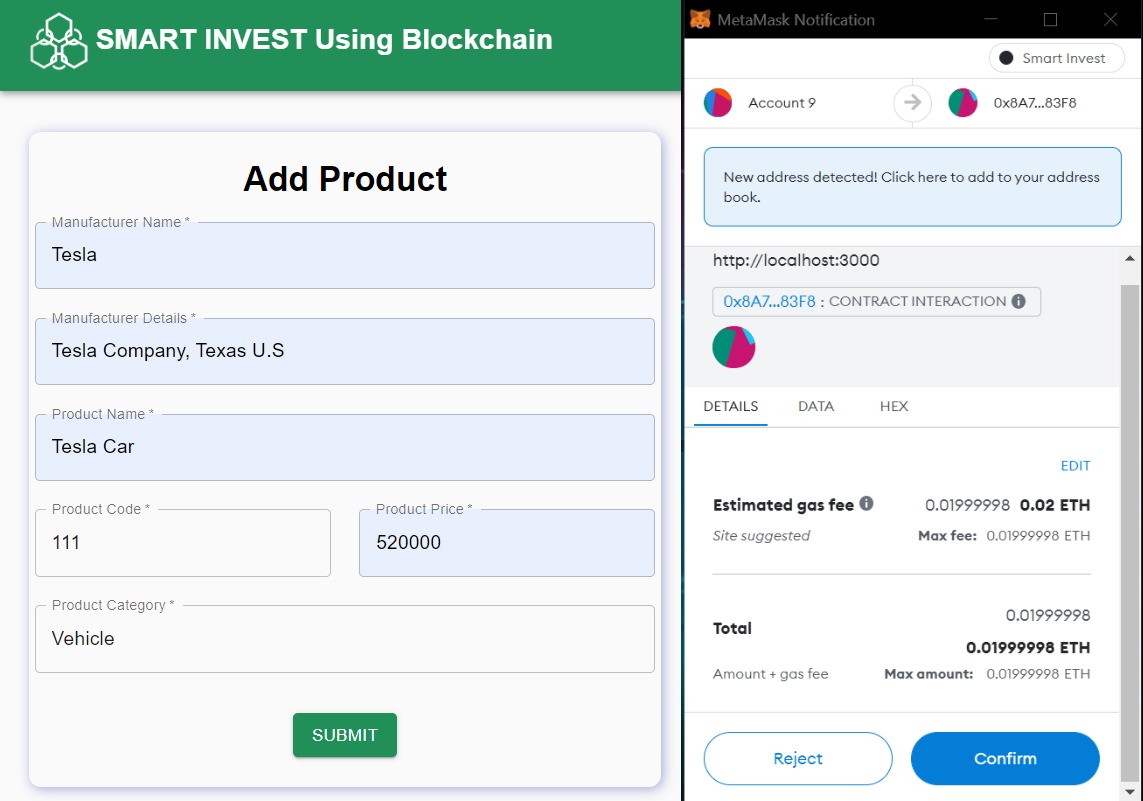 SMART INVEST Using Blockchain
Add Product
Manufacturer Name *
Tesla
Manufacturer Details *
Tesla Company, Texas U.S
Product Name *
Tesla Car
Product Code *
111
Product Price *
520000
Product Category *
Vehicle
SUBMIT
MetaMask Notification
Smart Invest
Account 9
0x8A7...83F8
New address detected! Click here to add to your address
book.
http://localhost:3000
0x8A7...83F8 : CONTRACT INTERACTION
DETAILS DATA HEX
EDIT
Estimated gas fee 0.01999998 0.02 ETH
Site suggested Max fee: 0.01999998 ETH
0.01999998
Total
0.01999998 ETH
Amount + gas fee Max amount: 0.01999998 ETH
Reject Confirm